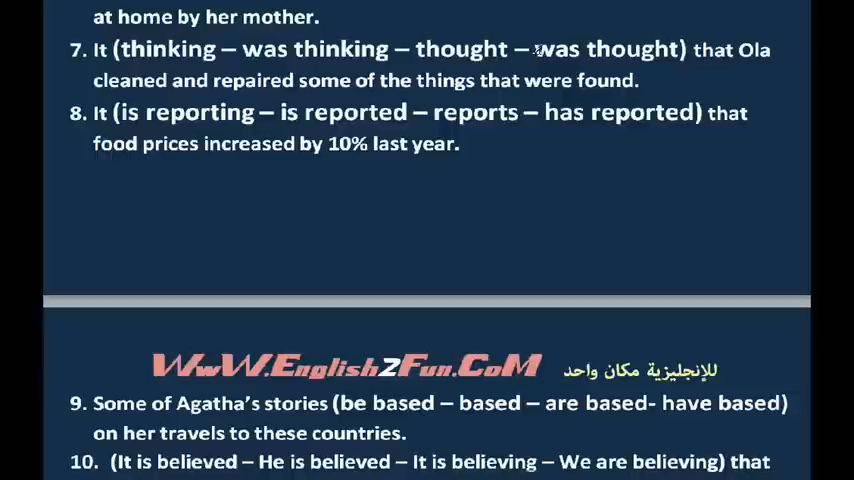 at home by her mother.
7. It (thinking – was thinking – thought – was thought) that Ola
cleaned and repaired some of the things that were found.
8. It (is reporting – is reported – reports – has reported) that
food prices increased by 10% last year.
WwW.English2Fun.CoM للإنجليزية مكان واحد
9. Some of Agatha's stories (be based – based – are based- have based)
on her travels to these countries.
10. (It is believed – He is believed – It is believing – We are believing) that